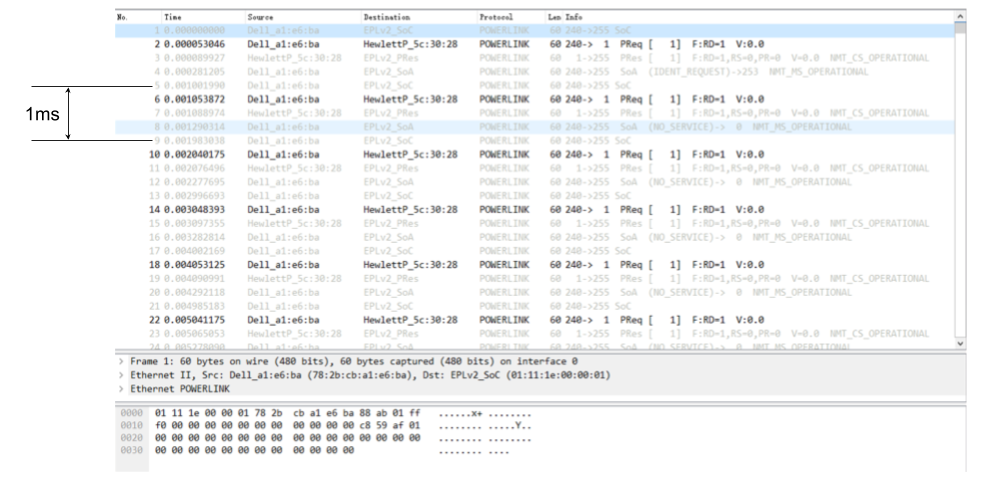 No. Time Source Destination Protocol Len Info
1 0.000000000 Dell_a1:e6:ba EPLv2_SoC POWERLINK 60 240->255 SoC
2 0.000053046 Dell_a1:e6:ba HewlettP_5c:30:28 POWERLINK 60 240-> 1 PReq [ 1] F:RD=1 V:0.0
3 0.000089927 HewlettP_5c:30:28 EPLv2_PRes POWERLINK 60 1->255 PRes [ 1] F:RD=1,RS=0,PR=0 V=0.0 NMT_CS_OPERATIONAL
4 0.000281205 Dell_a1:e6:ba EPLv2_SoA POWERLINK 60 240->255 SoA (IDENT_REQUEST)->253 NMT_MS_OPERATIONAL
5 0.001001990 Dell_a1:e6:ba EPLv2_SoC POWERLINK 60 240->255 SoC
6 0.001053872 Dell_a1:e6:ba HewlettP_5c:30:28 POWERLINK 60 240-> 1 PReq [ 1] F:RD=1 V:0.0
1ms
7 0.001088974 HewlettP_5c:30:28 EPLv2_PRes POWERLINK 60 1->255 PRes [ 1] F:RD=1,RS=0,PR=0 V=0.0 NMT_CS_OPERATIONAL
8 0.001290314 Dell_a1:e6:ba EPLv2_SoA POWERLINK 60 240->255 SoA (NO_SERVICE)-> 0 NMT_MS_OPERATIONAL
9 0.001983038 Dell_a1:e6:ba EPLv2_SoC POWERLINK 60 240->255 SoC
10 0.002040175 Dell_a1:e6:ba HewlettP_5c:30:28 POWERLINK 60 240-> 1 PReq [ 1] F:RD=1 V:0.0
11 0.002076496 HewlettP_5c:30:28 EPLv2_PRes POWERLINK 60 1->255 PRes [ 1] F:RD=1,RS=0,PR=0 V=0.0 NMT_CS_OPERATIONAL
12 0.002277695 Dell_a1:e6:ba EPLv2_SoA POWERLINK 60 240->255 SoA (NO_SERVICE)-> 0 NMT_MS_OPERATIONAL
13 0.002996693 Dell_a1:e6:ba EPLv2_SoC POWERLINK 60 240->255 SoC
14 0.003048393 Dell_a1:e6:ba HewlettP_5c:30:28 POWERLINK 60 240-> 1 PReq [ 1] F:RD=1 V:0.0
15 0.003097355 HewlettP_5c:30:28 EPLv2_PRes POWERLINK 60 1->255 PRes [ 1] F:RD=1,RS=0,PR=0 V=0.0 NMT_CS_OPERATIONAL
16 0.003282814 Dell_a1:e6:ba EPLv2_SoA POWERLINK 60 240->255 SoA (NO_SERVICE)-> 0 NMT_MS_OPERATIONAL
17 0.004002169 Dell_a1:e6:ba EPLv2_SoC POWERLINK 60 240->255 SoC
18 0.004053125 Dell_a1:e6:ba HewlettP_5c:30:28 POWERLINK 60 240-> 1 PReq [ 1] F:RD=1 V:0.0
19 0.004090991 HewlettP_5c:30:28 EPLv2_PRes POWERLINK 60 1->255 PRes [ 1] F:RD=1,RS=0,PR=0 V=0.0 NMT_CS_OPERATIONAL
20 0.004292118 Dell_a1:e6:ba EPLv2_SoA POWERLINK 60 240->255 SoA (NO_SERVICE)-> 0 NMT_MS_OPERATIONAL
21 0.004985183 Dell_a1:e6:ba EPLv2_SoC POWERLINK 60 240->255 SoC
22 0.005041175 Dell_a1:e6:ba HewlettP_5c:30:28 POWERLINK 60 240-> 1 PReq [ 1] F:RD=1 V:0.0
23 0.005065053 HewlettP_5c:30:28 EPLv2_PRes POWERLINK 60 1->255 PRes [ 1] F:RD=1,RS=0,PR=0 V=0.0 NMT_CS_OPERATIONAL
24 0.005278090 Dell_a1:e6:ba EPLv2_SoA POWERLINK 60 240->255 SoA (NO_SERVICE)-> 0 NMT_MS_OPERATIONAL
> Frame 1: 60 bytes on wire (480 bits), 60 bytes captured (480 bits) on interface 0
> Ethernet II, Src: Dell_a1:e6:ba (78:2b:cb:a1:e6:ba), Dst: EPLv2_SoC (01:11:1e:00:00:01)
> Ethernet POWERLINK
0000 01 11 1e 00 00 01 78 2b cb a1 e6 ba 88 ab 01 ff ......x+ ........
0010 f0 00 00 00 00 00 00 00 00 00 00 00 c8 59 af 01 ........ .....Y..
0020 00 00 00 00 00 00 00 00 00 00 00 00 00 00 00 00 ........ ........
0030 00 00 00 00 00 00 00 00 00 00 00 00 ........ ....